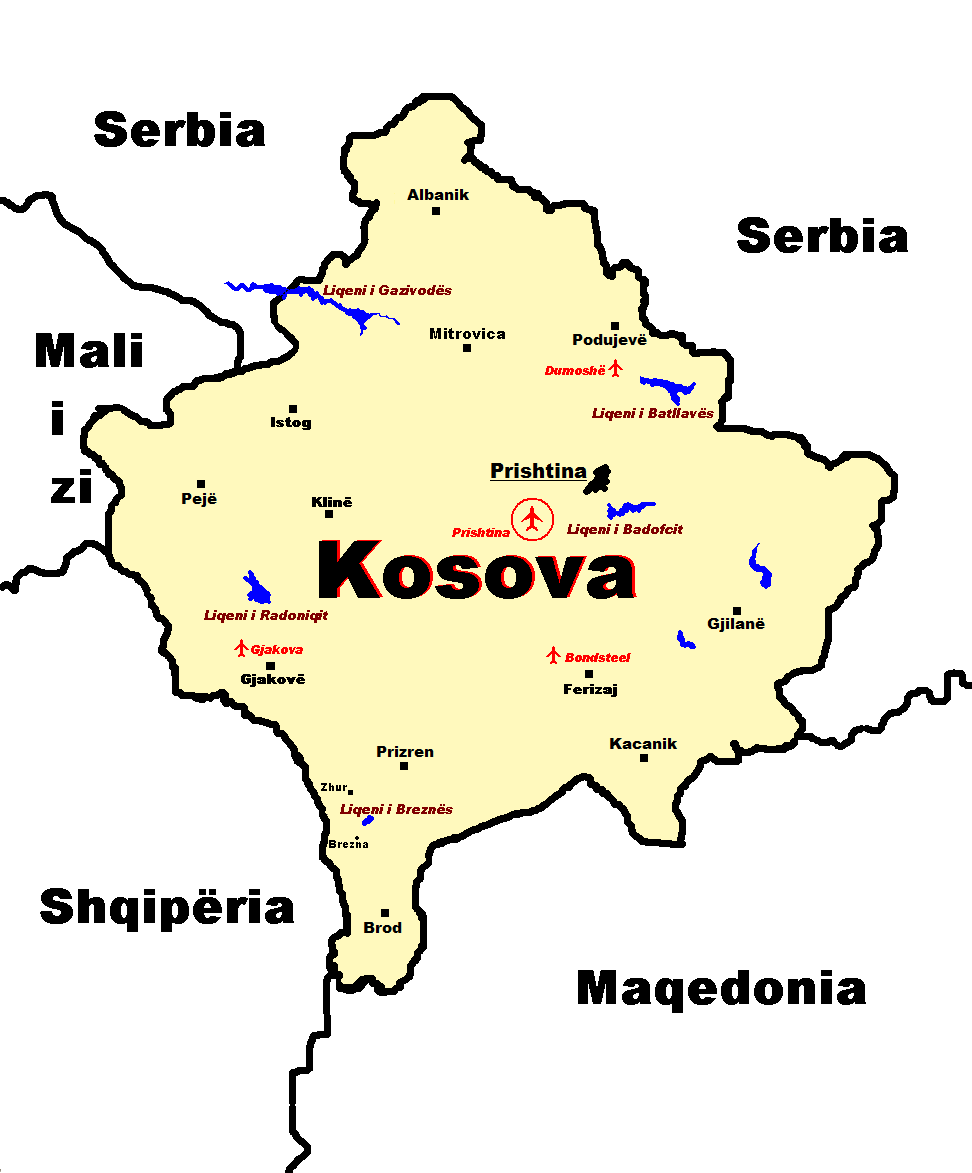 Serbia
Albanik
Serbia
Liqeni i Gazivodës
Mitrovica
Podujevë
Mali
i
zi
Dumoshë
Liqeni i Batllavës
Istog
Prishtina
Pejë
Klinë
Prishtina
Liqeni i Badofcit
Kosova
Liqeni i Radoniqit
Gjilanë
Gjakova
Bondsteel
Gjakovë
Ferizaj
Prizren
Kacanik
Zhur
Liqeni i Breznës
Brezna
Shqipëria
Brod
Maqedonia